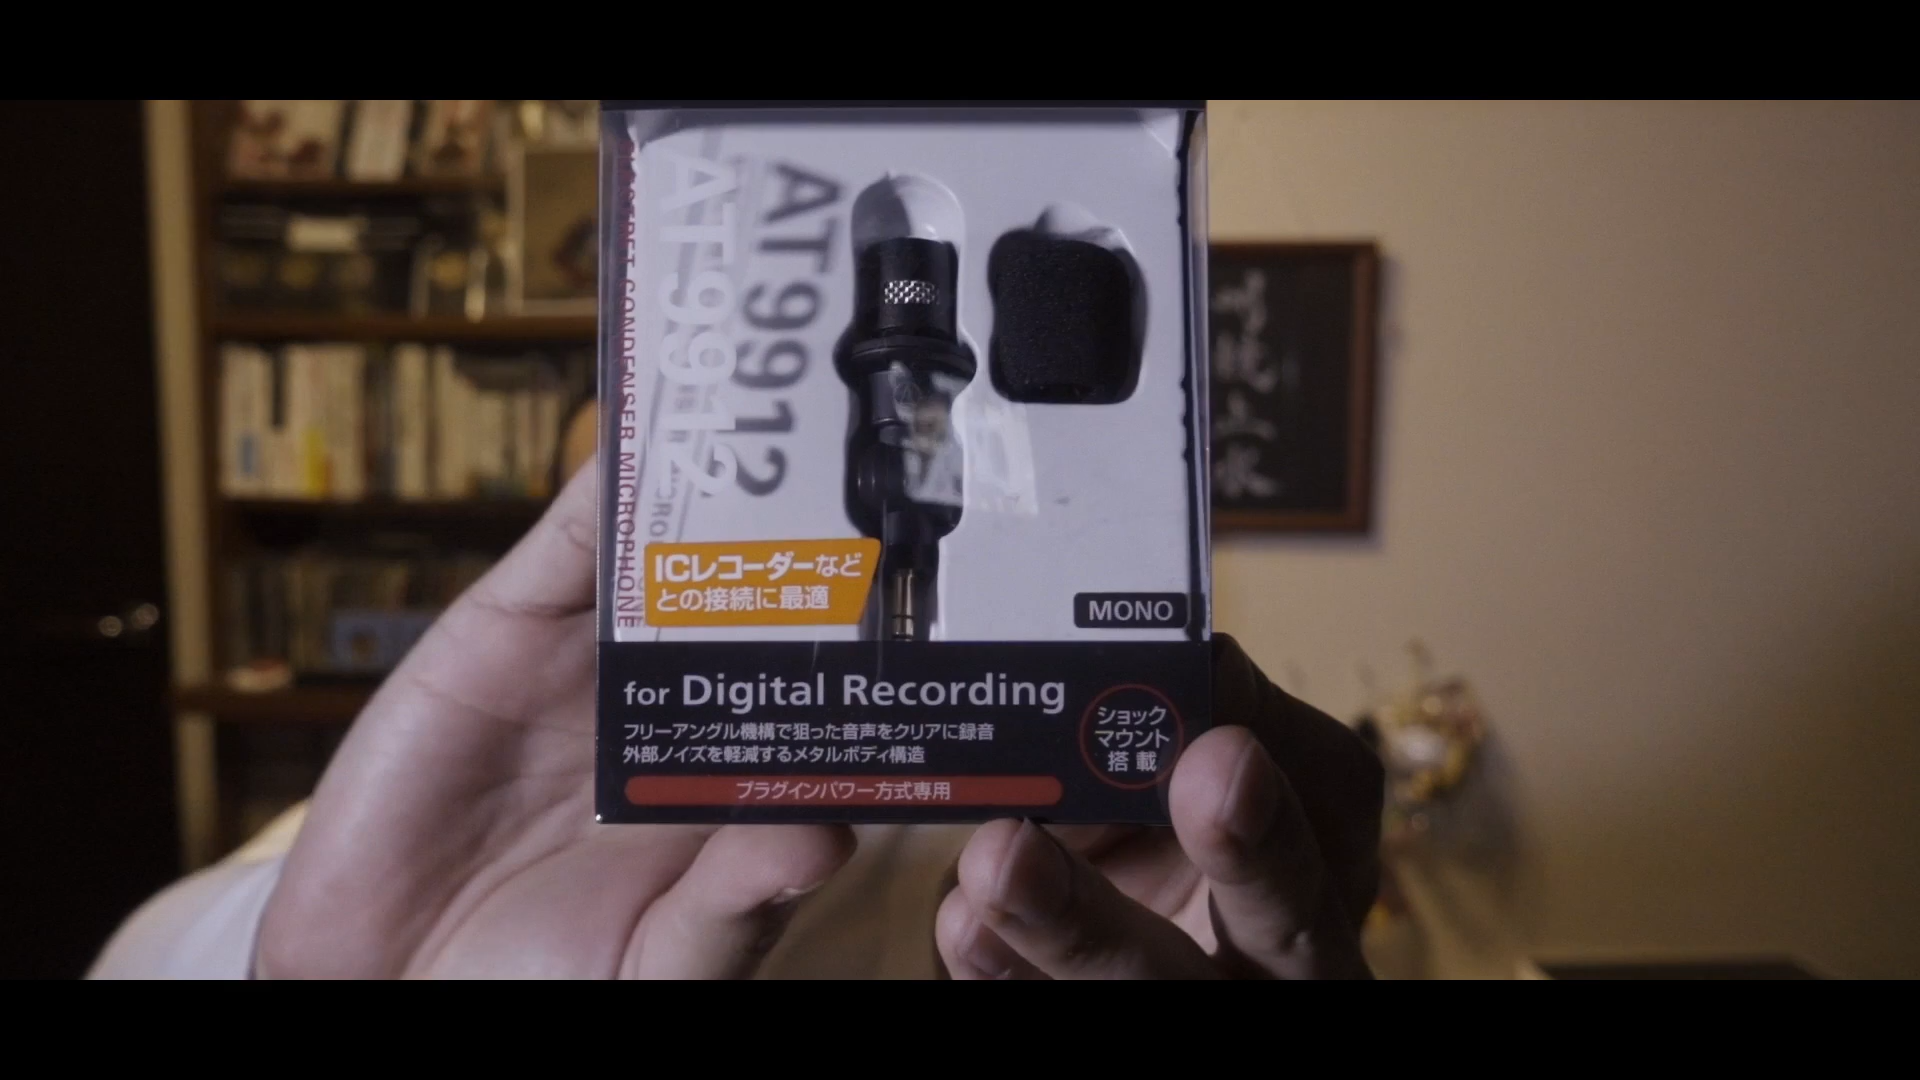 AT9912
AT9912
ELECTRET CONDENSER MICROPHONE
ICレコーダーなど
との接続に最適
MONO
for Digital Recording
フリーアングル機構で狙った音声をクリアに録音
外部ノイズを軽減するメタルボディ構造
プラグインパワー方式専用
ショック
マウント
搭載